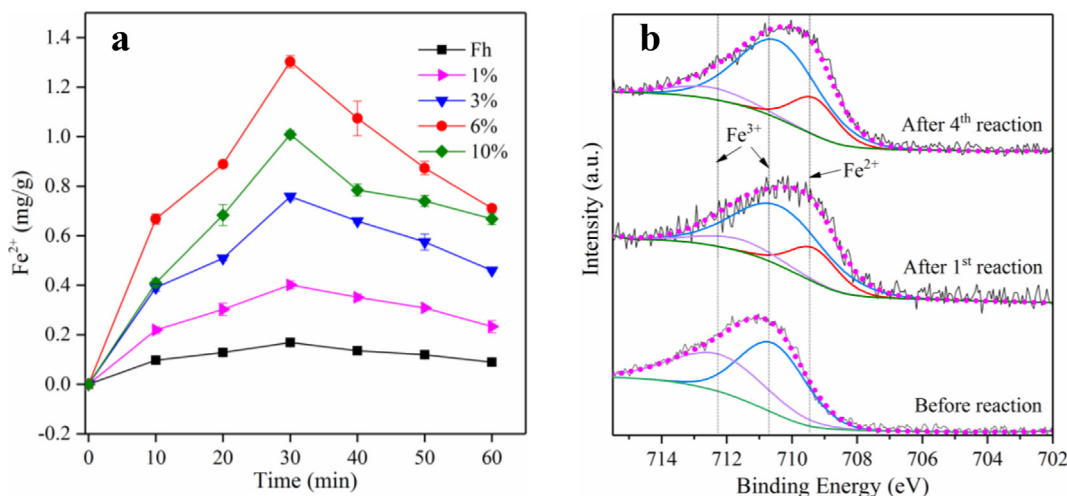 a
Fh
1%
3%
6%
10%
1.4
1.2
1.0
0.8
0.6
0.4
0.2
0.0
-0.2
Fe²⁺ (mg/g)
0 10 20 30 40 50 60
Time (min)
b
After 4th reaction
Fe³⁺
Fe²⁺
After 1st reaction
Before reaction
Intensity (a.u.)
714 712 710 708 706 704 702
Binding Energy (eV)